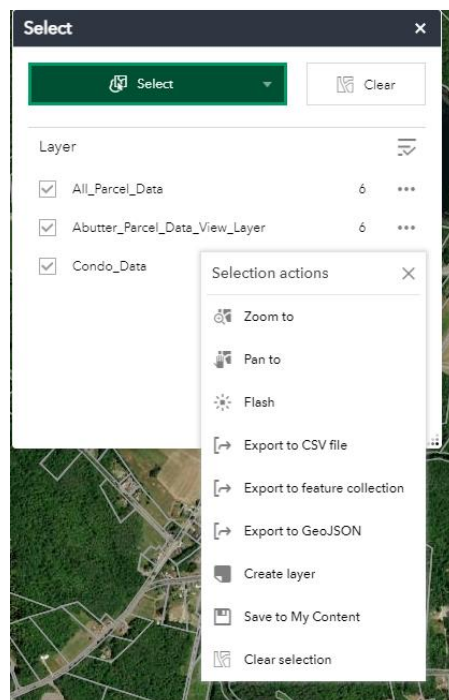 Select
Select
Clear
Layer
All_Parcel_Data 6
Abutter_Parcel_Data_View_Layer 6
Condo_Data
Selection actions
Zoom to
Pan to
Flash
Export to CSV file
Export to feature collection
Export to GeoJSON
Create layer
Save to My Content
Clear selection